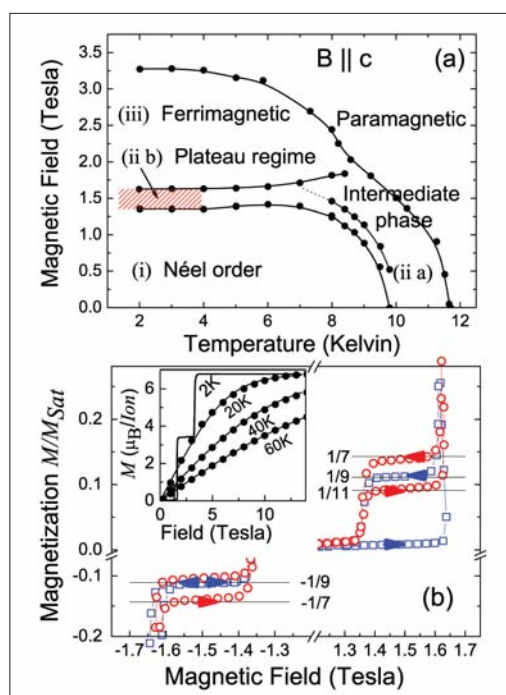 B || c (a)
3.5
3.0
2.5
2.0
1.5
1.0
0.5
0.0
Magnetic Field (Tesla)
(iii) Ferrimagnetic
Paramagnetic
(ii b) Plateau regime
Intermediate
phase
(ii a)
(i) Néel order
2 4 6 8 10 12
Temperature (Kelvin)
Magnetization M/M_Sat
0.1
0.0
-0.1
-0.2
M (μB/Ion)
6
4
2
0
2K
20K
40K
60K
0 5 10
Field (Tesla)
1/7
1/9
1/11
-1/9
-1/7
(b)
-1.7 -1.6 -1.5 -1.4 -1.3 1.3 1.4 1.5 1.6 1.7
Magnetic Field (Tesla)